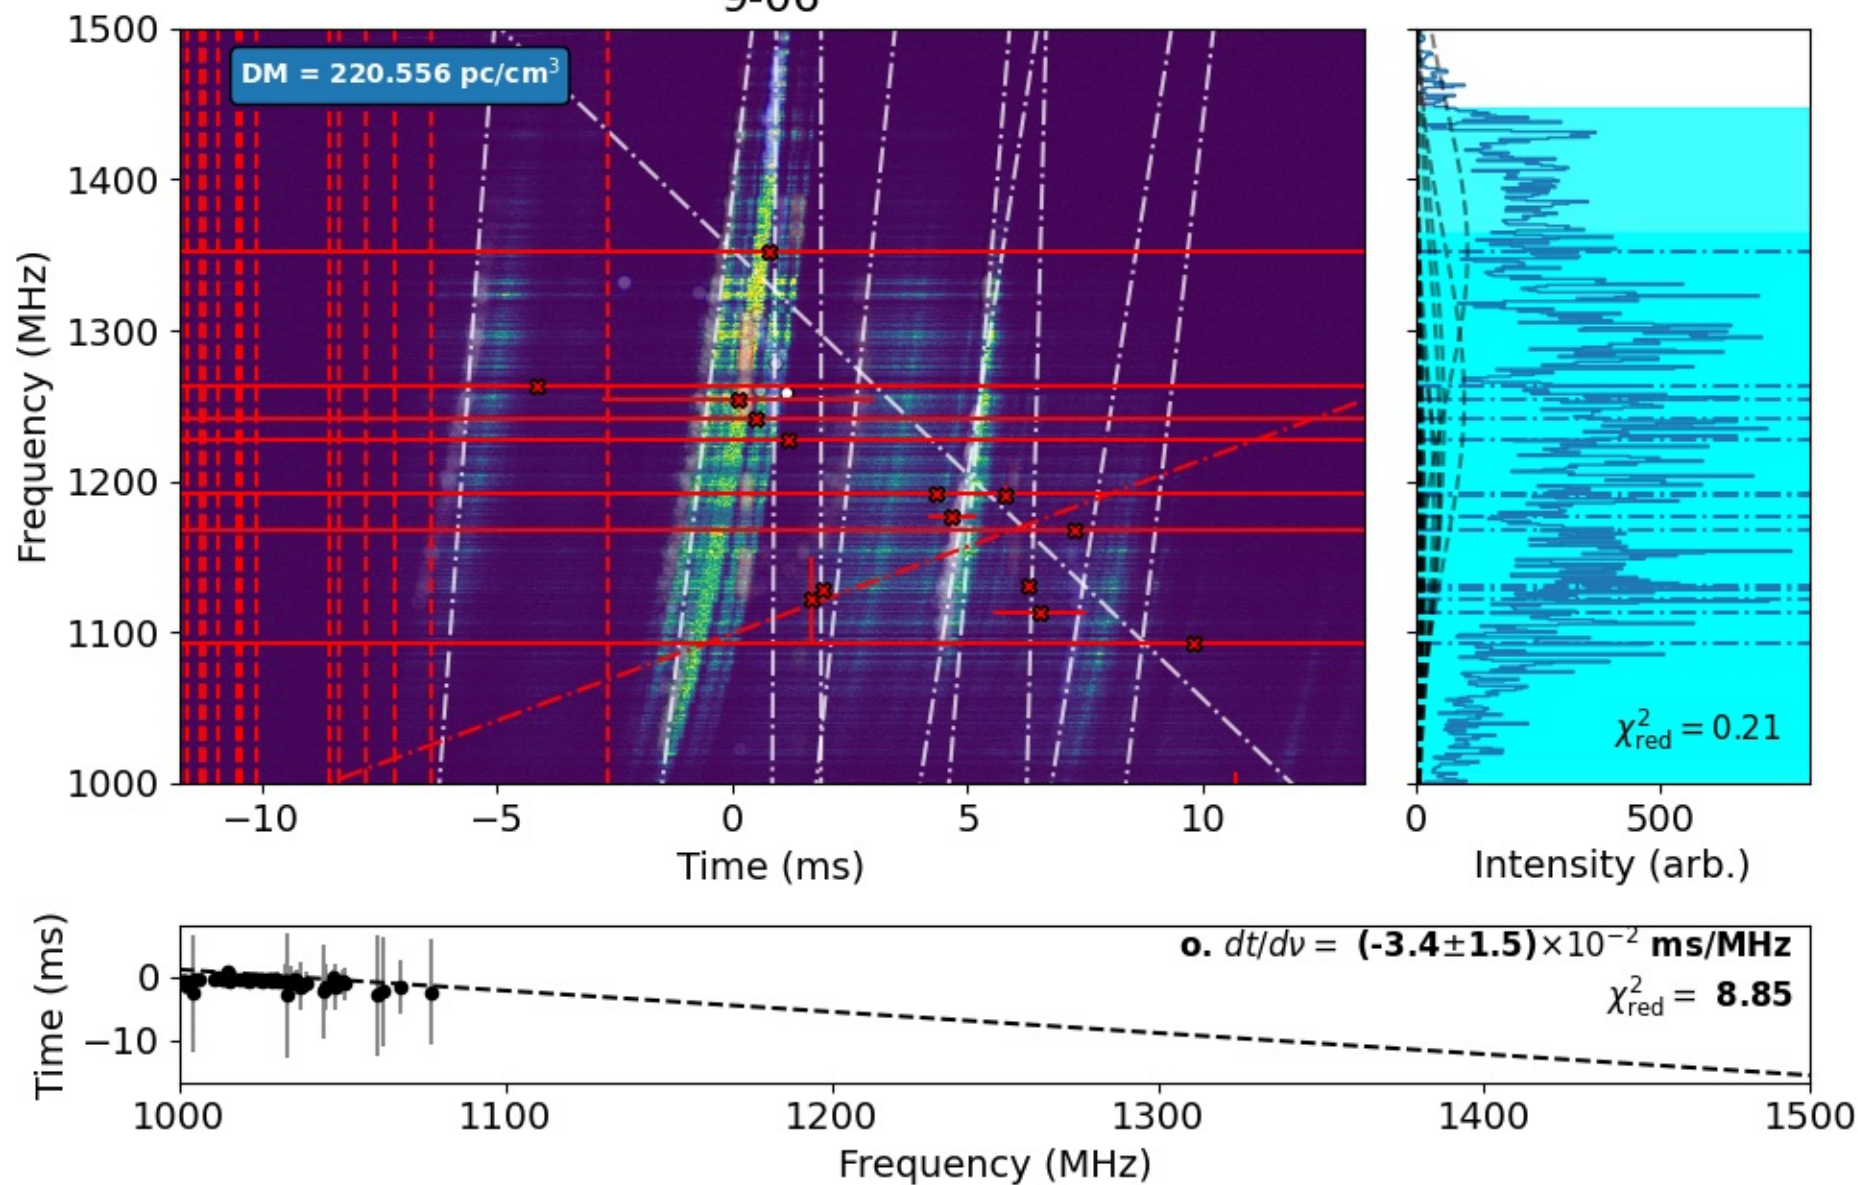 1500
1400
1300
1200
1100
1000
Frequency (MHz)
DM = 220.556 pc/cm³
−10 −5 0 5 10
Time (ms)
χ²red = 0.21
0 500
Intensity (arb.)
0
−10
Time (ms)
o. dt/dν = (-3.4±1.5)×10⁻² ms/MHz
χ²red = 8.85
1000 1100 1200 1300 1400 1500
Frequency (MHz)